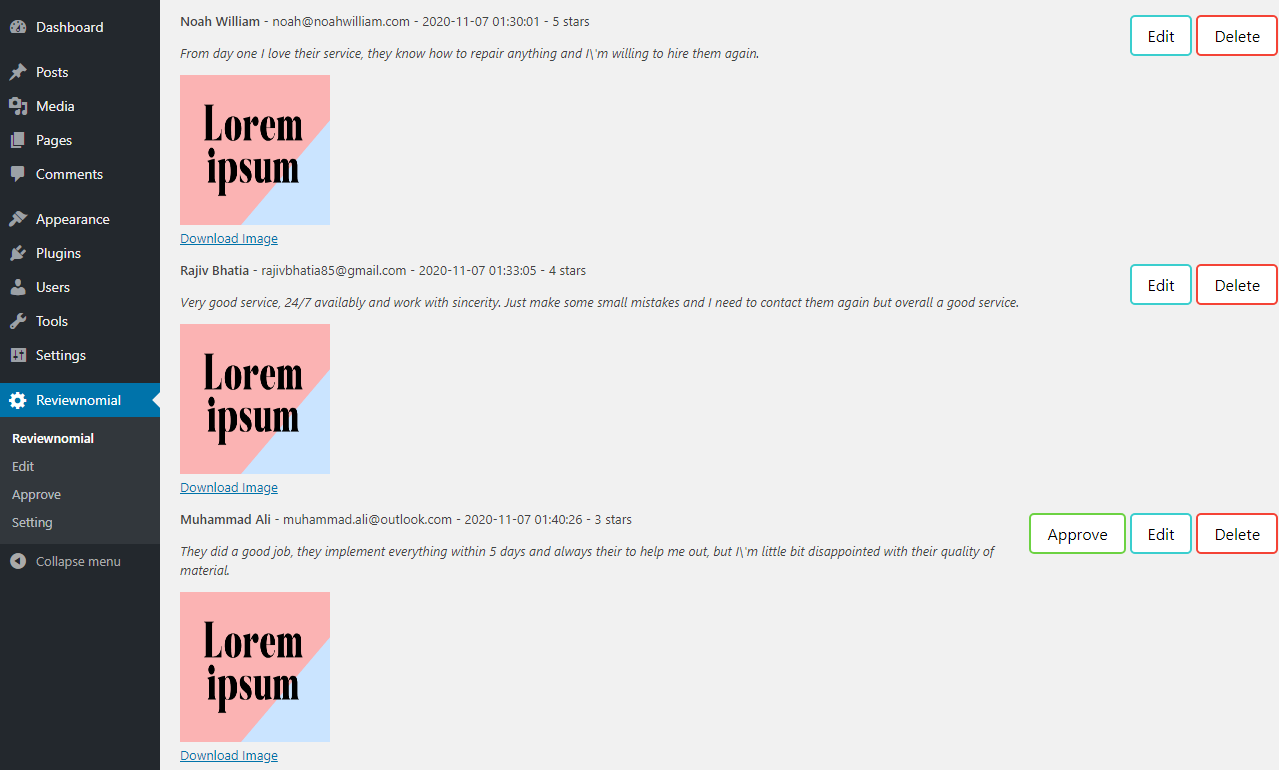 Dashboard
Posts
Media
Pages
Comments
Appearance
Plugins
Users
Tools
Settings
Reviewnomial
Reviewnomial
Edit
Approve
Setting
Collapse menu
Noah William - noah@noahwilliam.com - 2020-11-07 01:30:01 - 5 stars
Edit
Delete
From day one I love their service, they know how to repair anything and I\'m willing to hire them again.
Lorem
ipsum
Download Image
Rajiv Bhatia - rajivbhatia85@gmail.com - 2020-11-07 01:33:05 - 4 stars
Edit
Delete
Very good service, 24/7 availably and work with sincerity. Just make some small mistakes and I need to contact them again but overall a good service.
Lorem
ipsum
Download Image
Muhammad Ali - muhammad.ali@outlook.com - 2020-11-07 01:40:26 - 3 stars
Approve
Edit
Delete
They did a good job, they implement everything within 5 days and always their to help me out, but I\'m little bit disappointed with their quality of
material.
Lorem
ipsum
Download Image